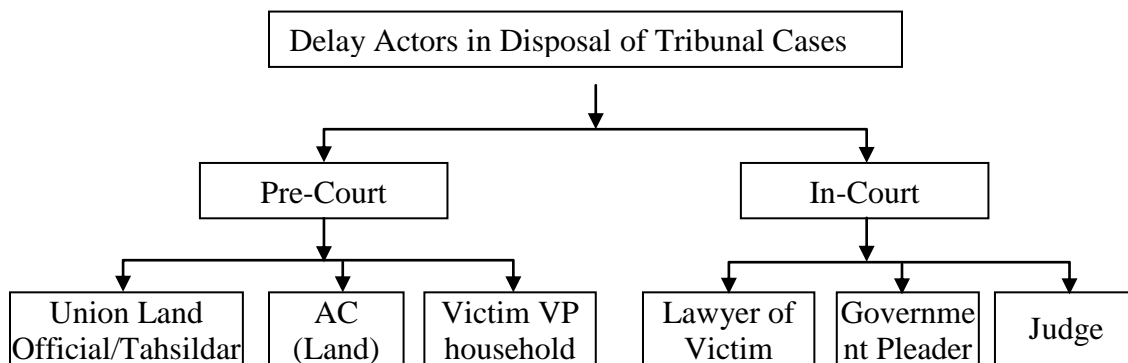 Delay Actors in Disposal of Tribunal Cases
Pre-Court
In-Court
Union Land
Official/Tahsildar
AC
(Land)
Victim VP
household
Lawyer of
Victim
Governme
nt Pleader
Judge